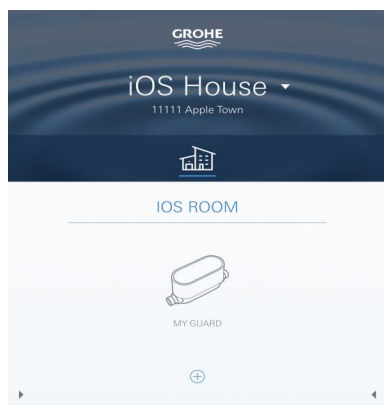 GROHE
iOS House
11111 Apple Town
IOS ROOM
MY GUARD